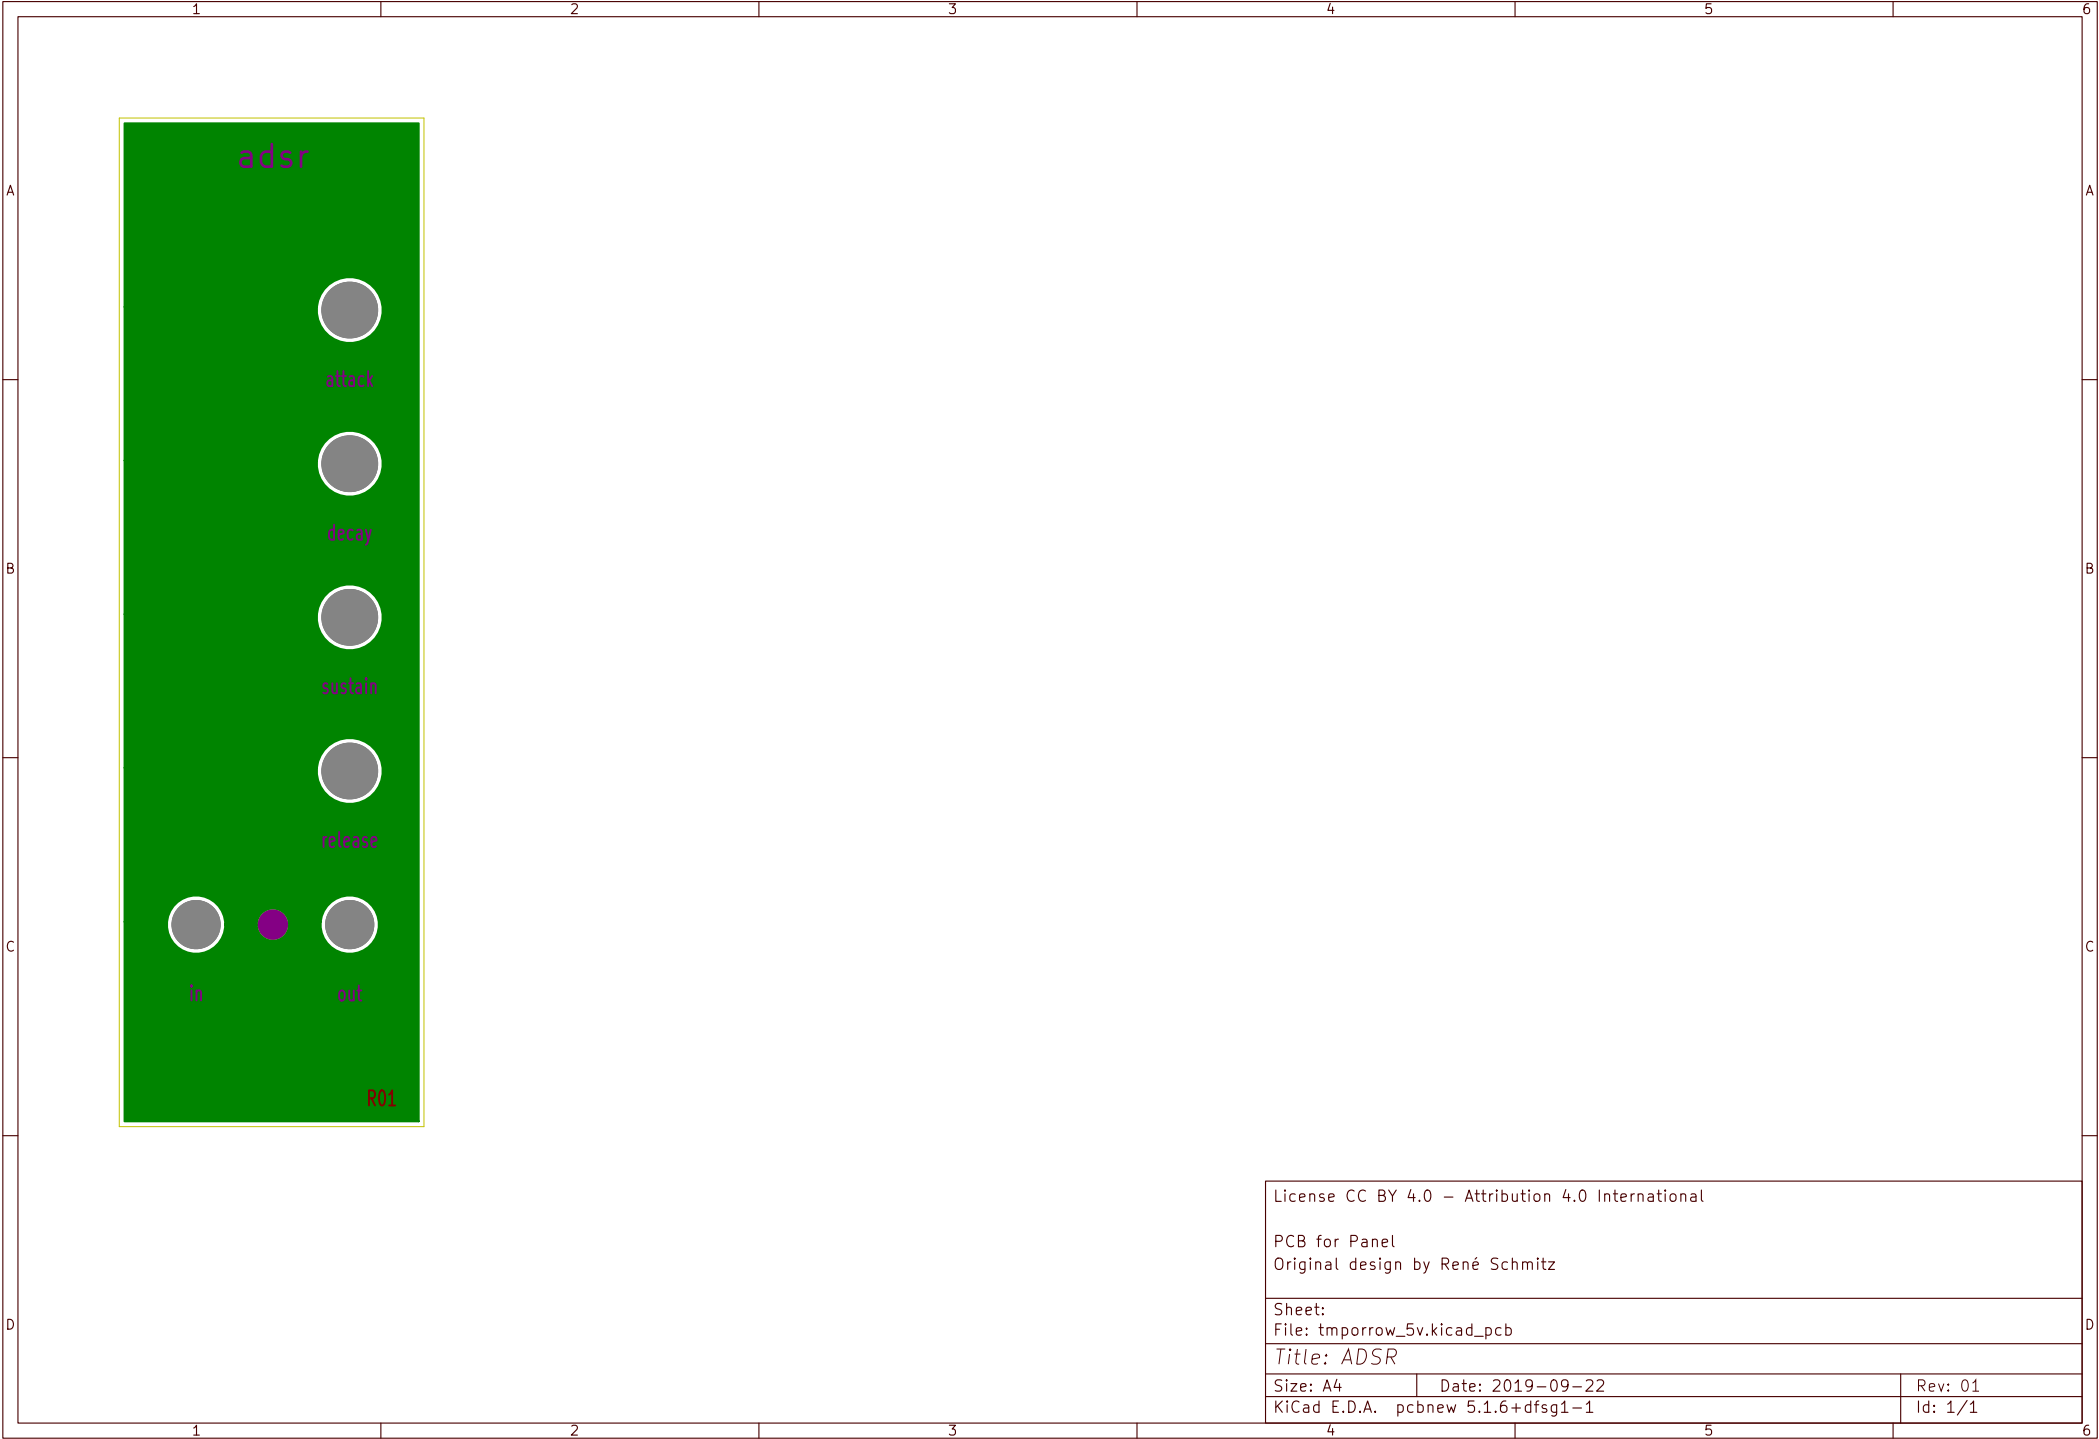 1 2 3 4 5 6
A A
adsr
attack
decay
B B
sustain
release
C C
in out
R01
License CC BY 4.0 – Attribution 4.0 International
PCB for Panel
Original design by René Schmitz
Sheet:
D D
File: tmporrow_5v.kicad_pcb
Title: ADSR
Size: A4 Date: 2019-09-22 Rev: 01
KiCad E.D.A. pcbnew 5.1.6+dfsg1-1 Id: 1/1
1 2 3 4 5 6